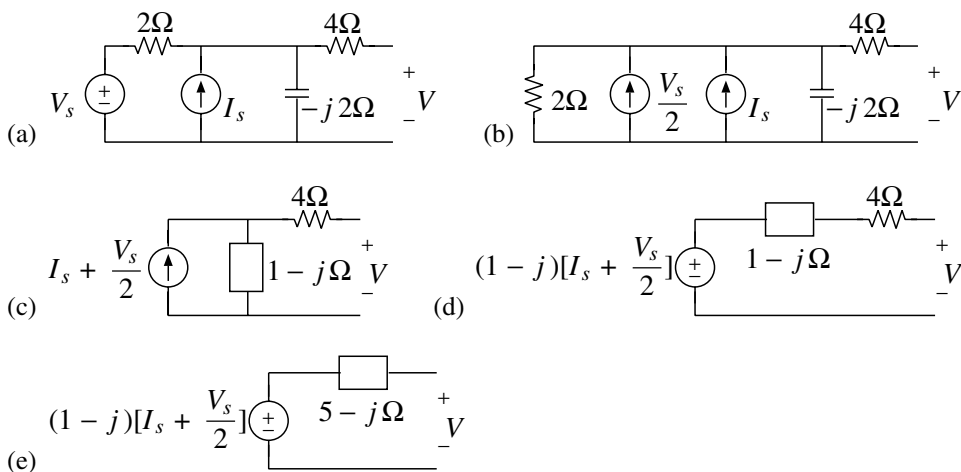 2Ω 4Ω
V_s + − I_s −j2Ω + V −
(a)
4Ω
2Ω V_s/2 I_s −j2Ω + V −
(b)
4Ω
I_s + V_s/2 1 − jΩ + V −
(c)
4Ω
(1 − j)[I_s + V_s/2] + − 1 − jΩ + V −
(d)
(1 − j)[I_s + V_s/2] + − 5 − jΩ + V −
(e)